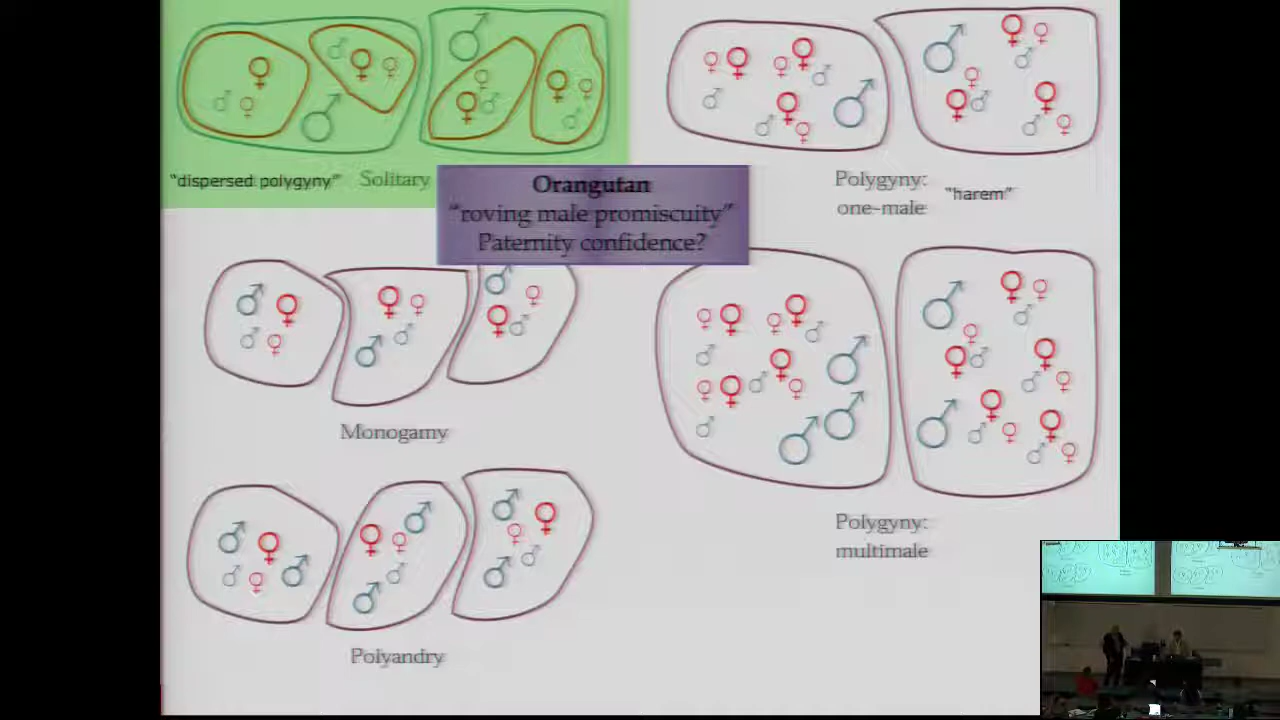 "dispersed polygyny" Solitary
Orangutan
"roving male promiscuity"
Paternity confidence?
Polygyny:
one-male
"harem"
Monogamy
Polygyny:
multimale
Polyandry